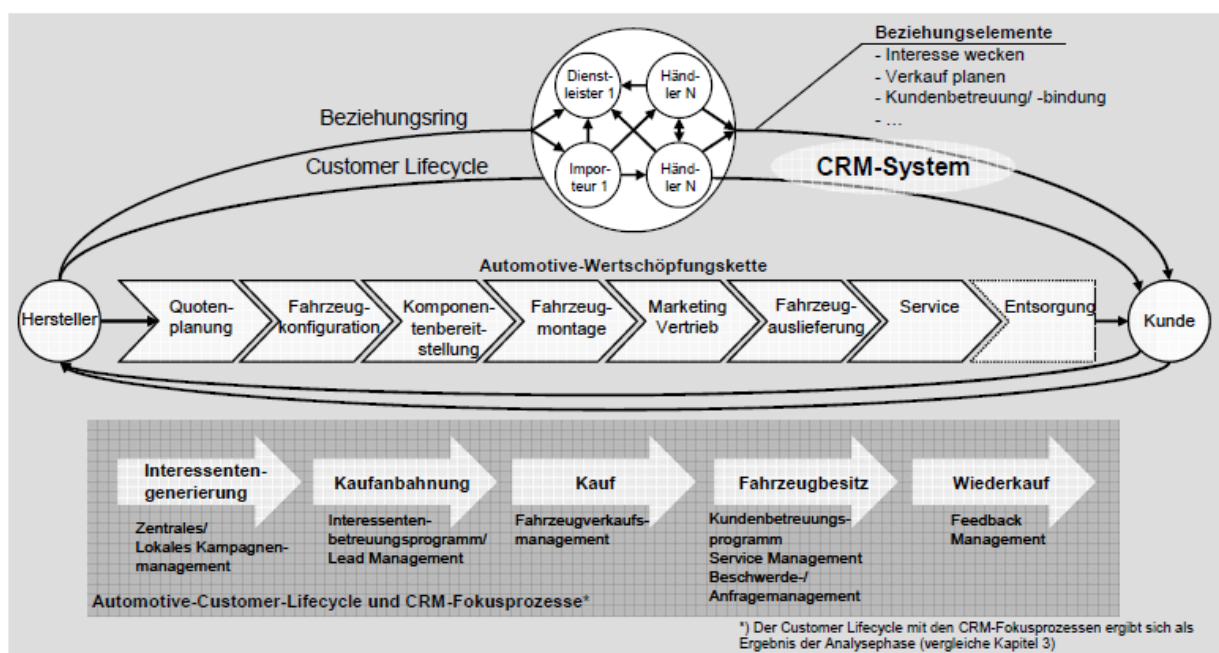 Beziehungselemente
- Interesse wecken
- Verkauf planen
- Kundenbetreuung/ -bindung
- ...
Dienst-
leister 1
Händ-
ler N
Impor-
teur 1
Händ-
ler N
Beziehungsring
Customer Lifecycle
CRM-System
Automotive-Wertschöpfungskette
Hersteller
Quoten-
planung
Fahrzeug-
konfiguration
Komponen-
tenbereit-
stellung
Fahrzeug-
montage
Marketing
Vertrieb
Fahrzeug-
auslieferung
Service
Entsorgung
Kunde
Interessenten-
generierung
Zentrales/
Lokales Kampagnen-
management
Kaufanbahnung
Interessenten-
betreuungsprogramm/
Lead Management
Kauf
Fahrzeugverkaufs-
management
Fahrzeugbesitz
Kundenbetreuungs-
programm
Service Management
Beschwerde-/
Anfragemanagement
Wiederkauf
Feedback
Management
Automotive-Customer-Lifecycle und CRM-Fokusprozesse*
*) Der Customer Lifecycle mit den CRM-Fokusprozessen ergibt sich als
Ergebnis der Analysephase (vergleiche Kapitel 3)